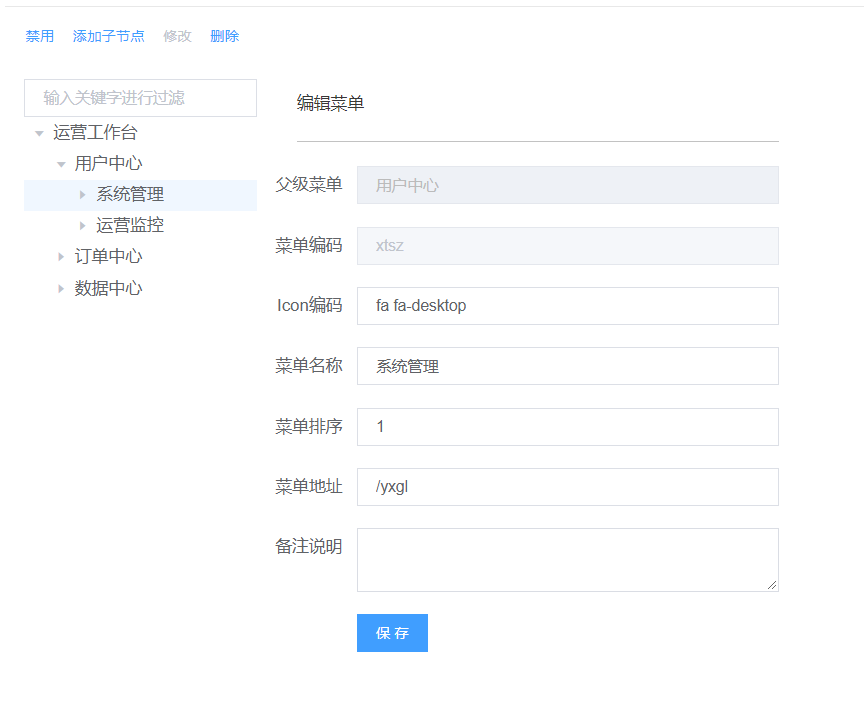 禁用 添加子节点 修改 删除
输入关键字进行过滤
运营工作台
用户中心
系统管理
运营监控
订单中心
数据中心
编辑菜单
父级菜单 用户中心
菜单编码 xtsz
Icon编码 fa fa-desktop
菜单名称 系统管理
菜单排序 1
菜单地址 /yxgl
备注说明
保 存